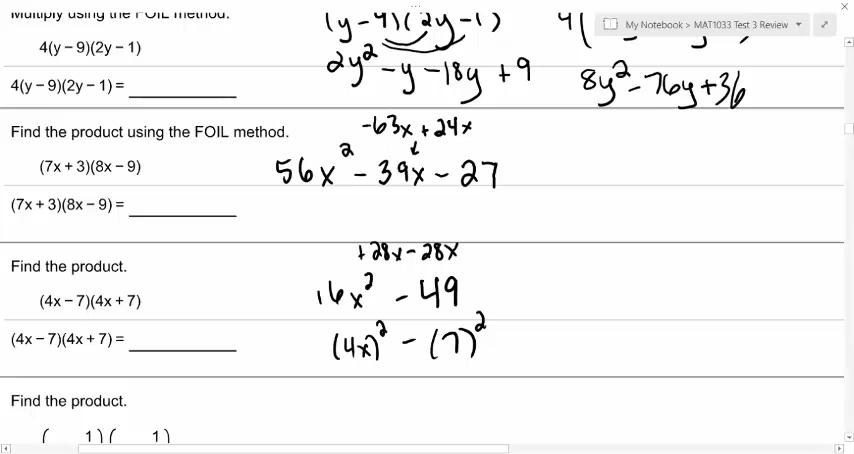 Multiply using the FOIL method.
(y-9)(2y-1)
4(
My Notebook > MAT1033 Test 3 Review
4(y − 9)(2y − 1)
2y² - y - 18y + 9
8y² - 76y + 36
4(y − 9)(2y − 1) =
Find the product using the FOIL method.
-63x + 24x
(7x + 3)(8x − 9)
56x² - 39x - 27
(7x + 3)(8x − 9) =
Find the product.
+28x - 28x
(4x − 7)(4x + 7)
16x² - 49
(4x − 7)(4x + 7) =
(4x)² - (7)²
Find the product.
( 1)( 1)